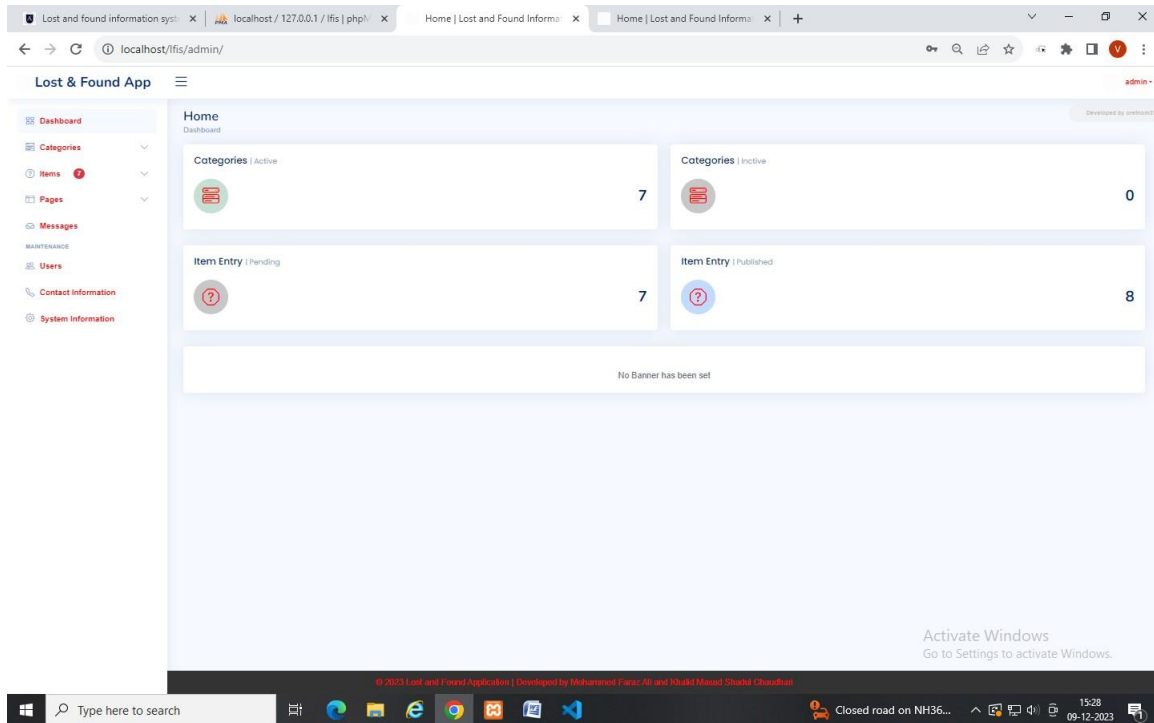 Lost and found information syst
localhost / 127.0.0.1 / lfis | phpM
Home | Lost and Found Informa
Home | Lost and Found Informa
localhost/lfis/admin/
V
Lost & Found App
admin
Dashboard
Categories
Items 7
Pages
Messages
MAINTENANCE
Users
Contact Information
System Information
Home
Dashboard
Developed by
Categories | Active
7
Categories | Inctive
0
Item Entry | Pending
7
Item Entry | Published
8
No Banner has been set
Activate Windows
Go to Settings to activate Windows.
© 2023 Lost and Found Application | Developed by Mohammed Faraz Ali and Khalid Masud Shadul Chaudhari
Type here to search
Closed road on NH36...
15:28
09-12-2023